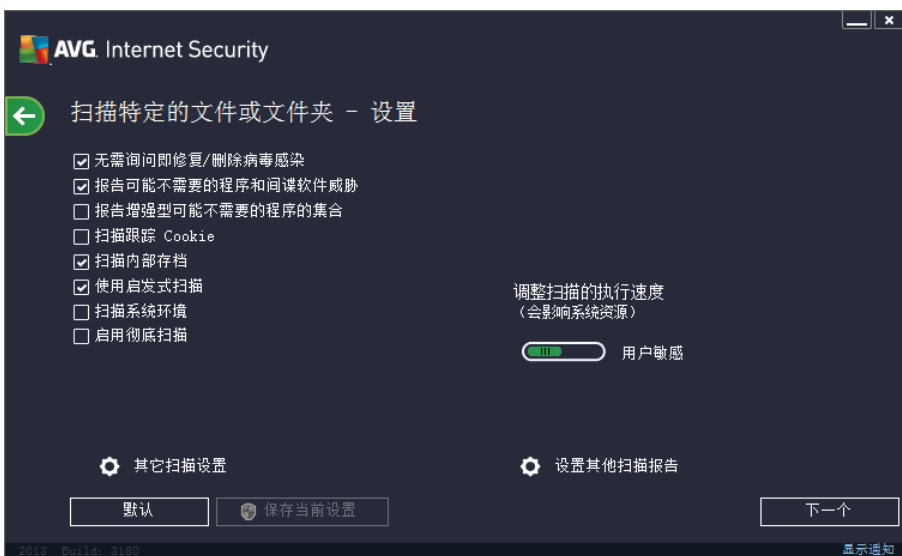 AVG. Internet Security
扫描特定的文件或文件夹 - 设置
无需询问即修复/删除病毒感染
报告可能不需要的程序和间谍软件威胁
报告增强型可能不需要的程序的集合
扫描跟踪 Cookie
扫描内部存档
使用启发式扫描
扫描系统环境
启用彻底扫描
调整扫描的执行速度
（会影响系统资源）
用户敏感
其它扫描设置
设置其他扫描报告
默认
保存当前设置
下一个
2013 Build: 3180
显示通知